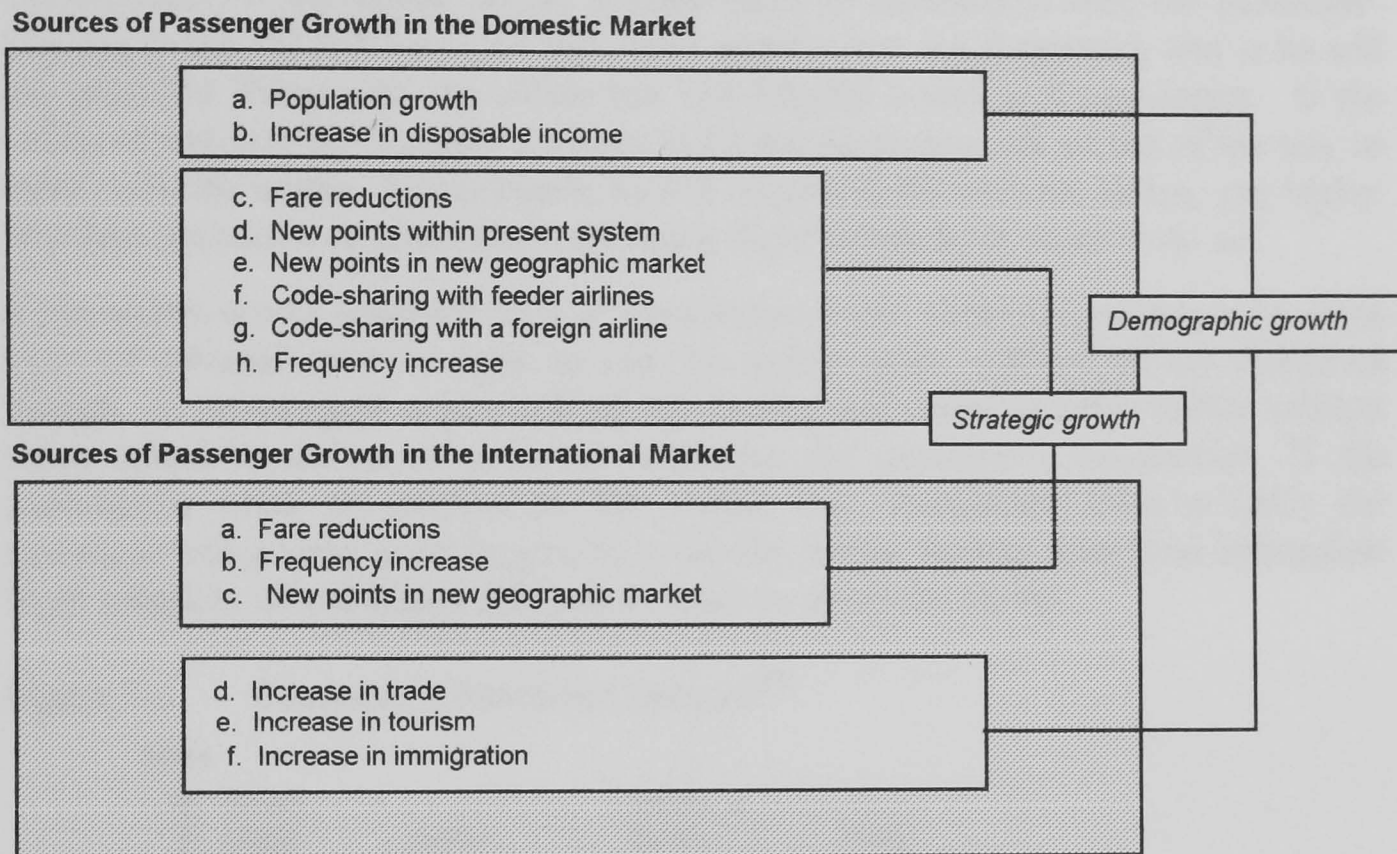 Sources of Passenger Growth in the Domestic Market
a. Population growth
b. Increase in disposable income
c. Fare reductions
d. New points within present system
e. New points in new geographic market
f. Code-sharing with feeder airlines
g. Code-sharing with a foreign airline
h. Frequency increase
Demographic growth
Strategic growth
Sources of Passenger Growth in the International Market
a. Fare reductions
b. Frequency increase
c. New points in new geographic market
d. Increase in trade
e. Increase in tourism
f. Increase in immigration